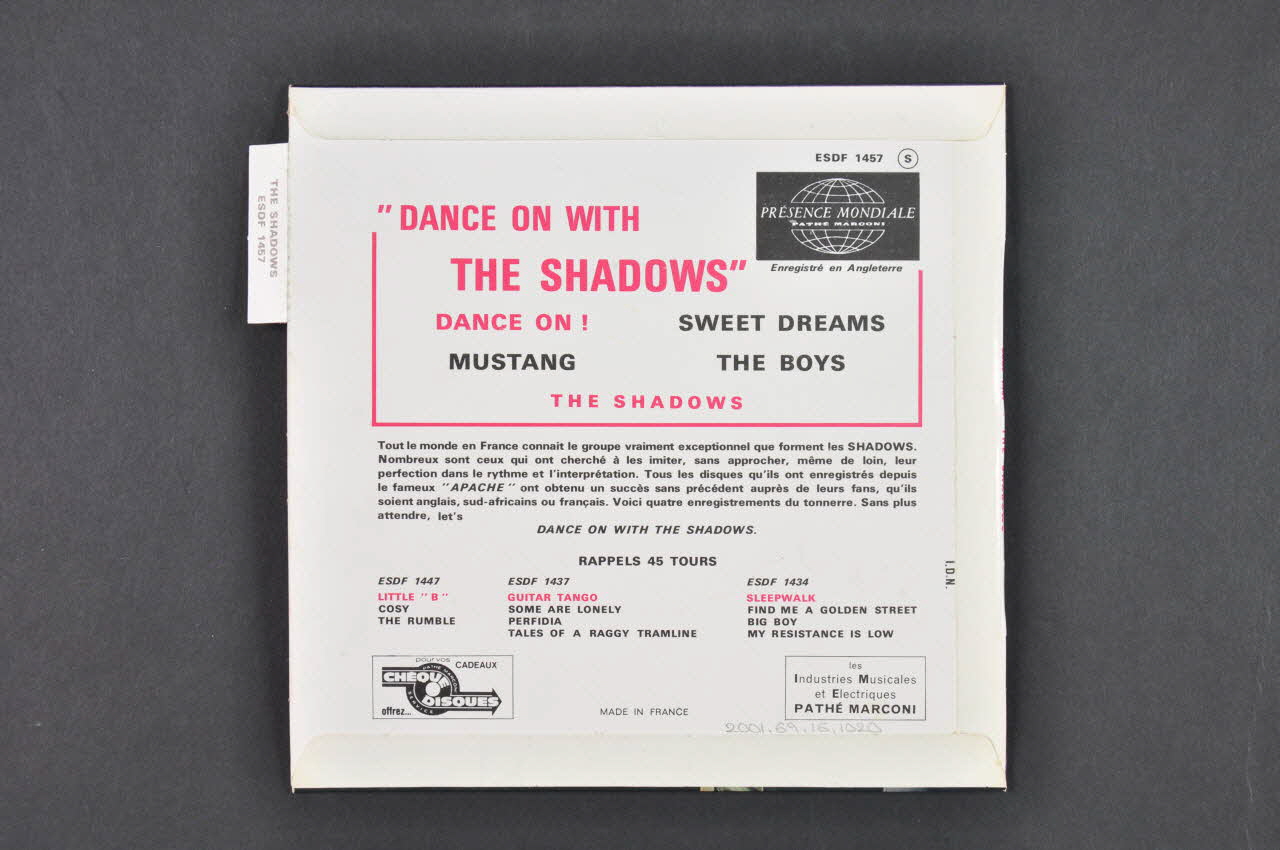 THE SHADOWS
ESDF 1457
ESDF 1457 S
PRÉSENCE MONDIALE
PATHÉ MARCONI
Enregistré en Angleterre
"DANCE ON WITH
THE SHADOWS"
DANCE ON !
SWEET DREAMS
MUSTANG
THE BOYS
THE SHADOWS
Tout le monde en France connait le groupe vraiment exceptionnel que forment les SHADOWS.
Nombreux sont ceux qui ont cherché à les imiter, sans approcher, même de loin, leur
perfection dans le rythme et l'interprétation. Tous les disques qu'ils ont enregistrés depuis
le fameux "APACHE" ont obtenu un succès sans précédent auprès de leurs fans, qu'ils
soient anglais, sud-africains ou français. Voici quatre enregistrements du tonnerre. Sans plus
attendre, let's
DANCE ON WITH THE SHADOWS.
RAPPELS 45 TOURS
ESDF 1447
LITTLE "B"
COSY
THE RUMBLE
ESDF 1437
GUITAR TANGO
SOME ARE LONELY
PERFIDIA
TALES OF A RAGGY TRAMLINE
ESDF 1434
SLEEPWALK
FIND ME A GOLDEN STREET
BIG BOY
MY RESISTANCE IS LOW
I.D.N.
pour vos CADEAUX
PATHÉ MARCONI
CHÈQUE
DISQUES
SERVICE
offrez...
MADE IN FRANCE
les
Industries Musicales
et Electriques
PATHÉ MARCONI
2001.69.16.1020